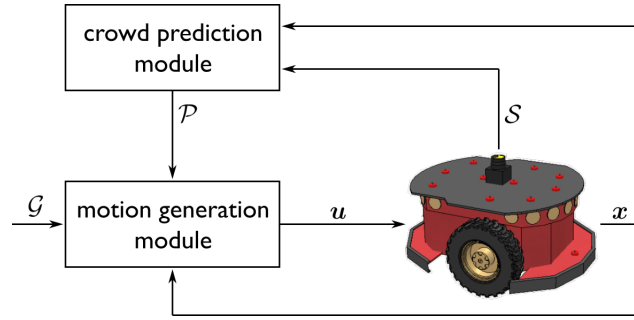 crowd prediction
module
𝒫
𝒮
𝒢
motion generation
module
𝒖
𝒙